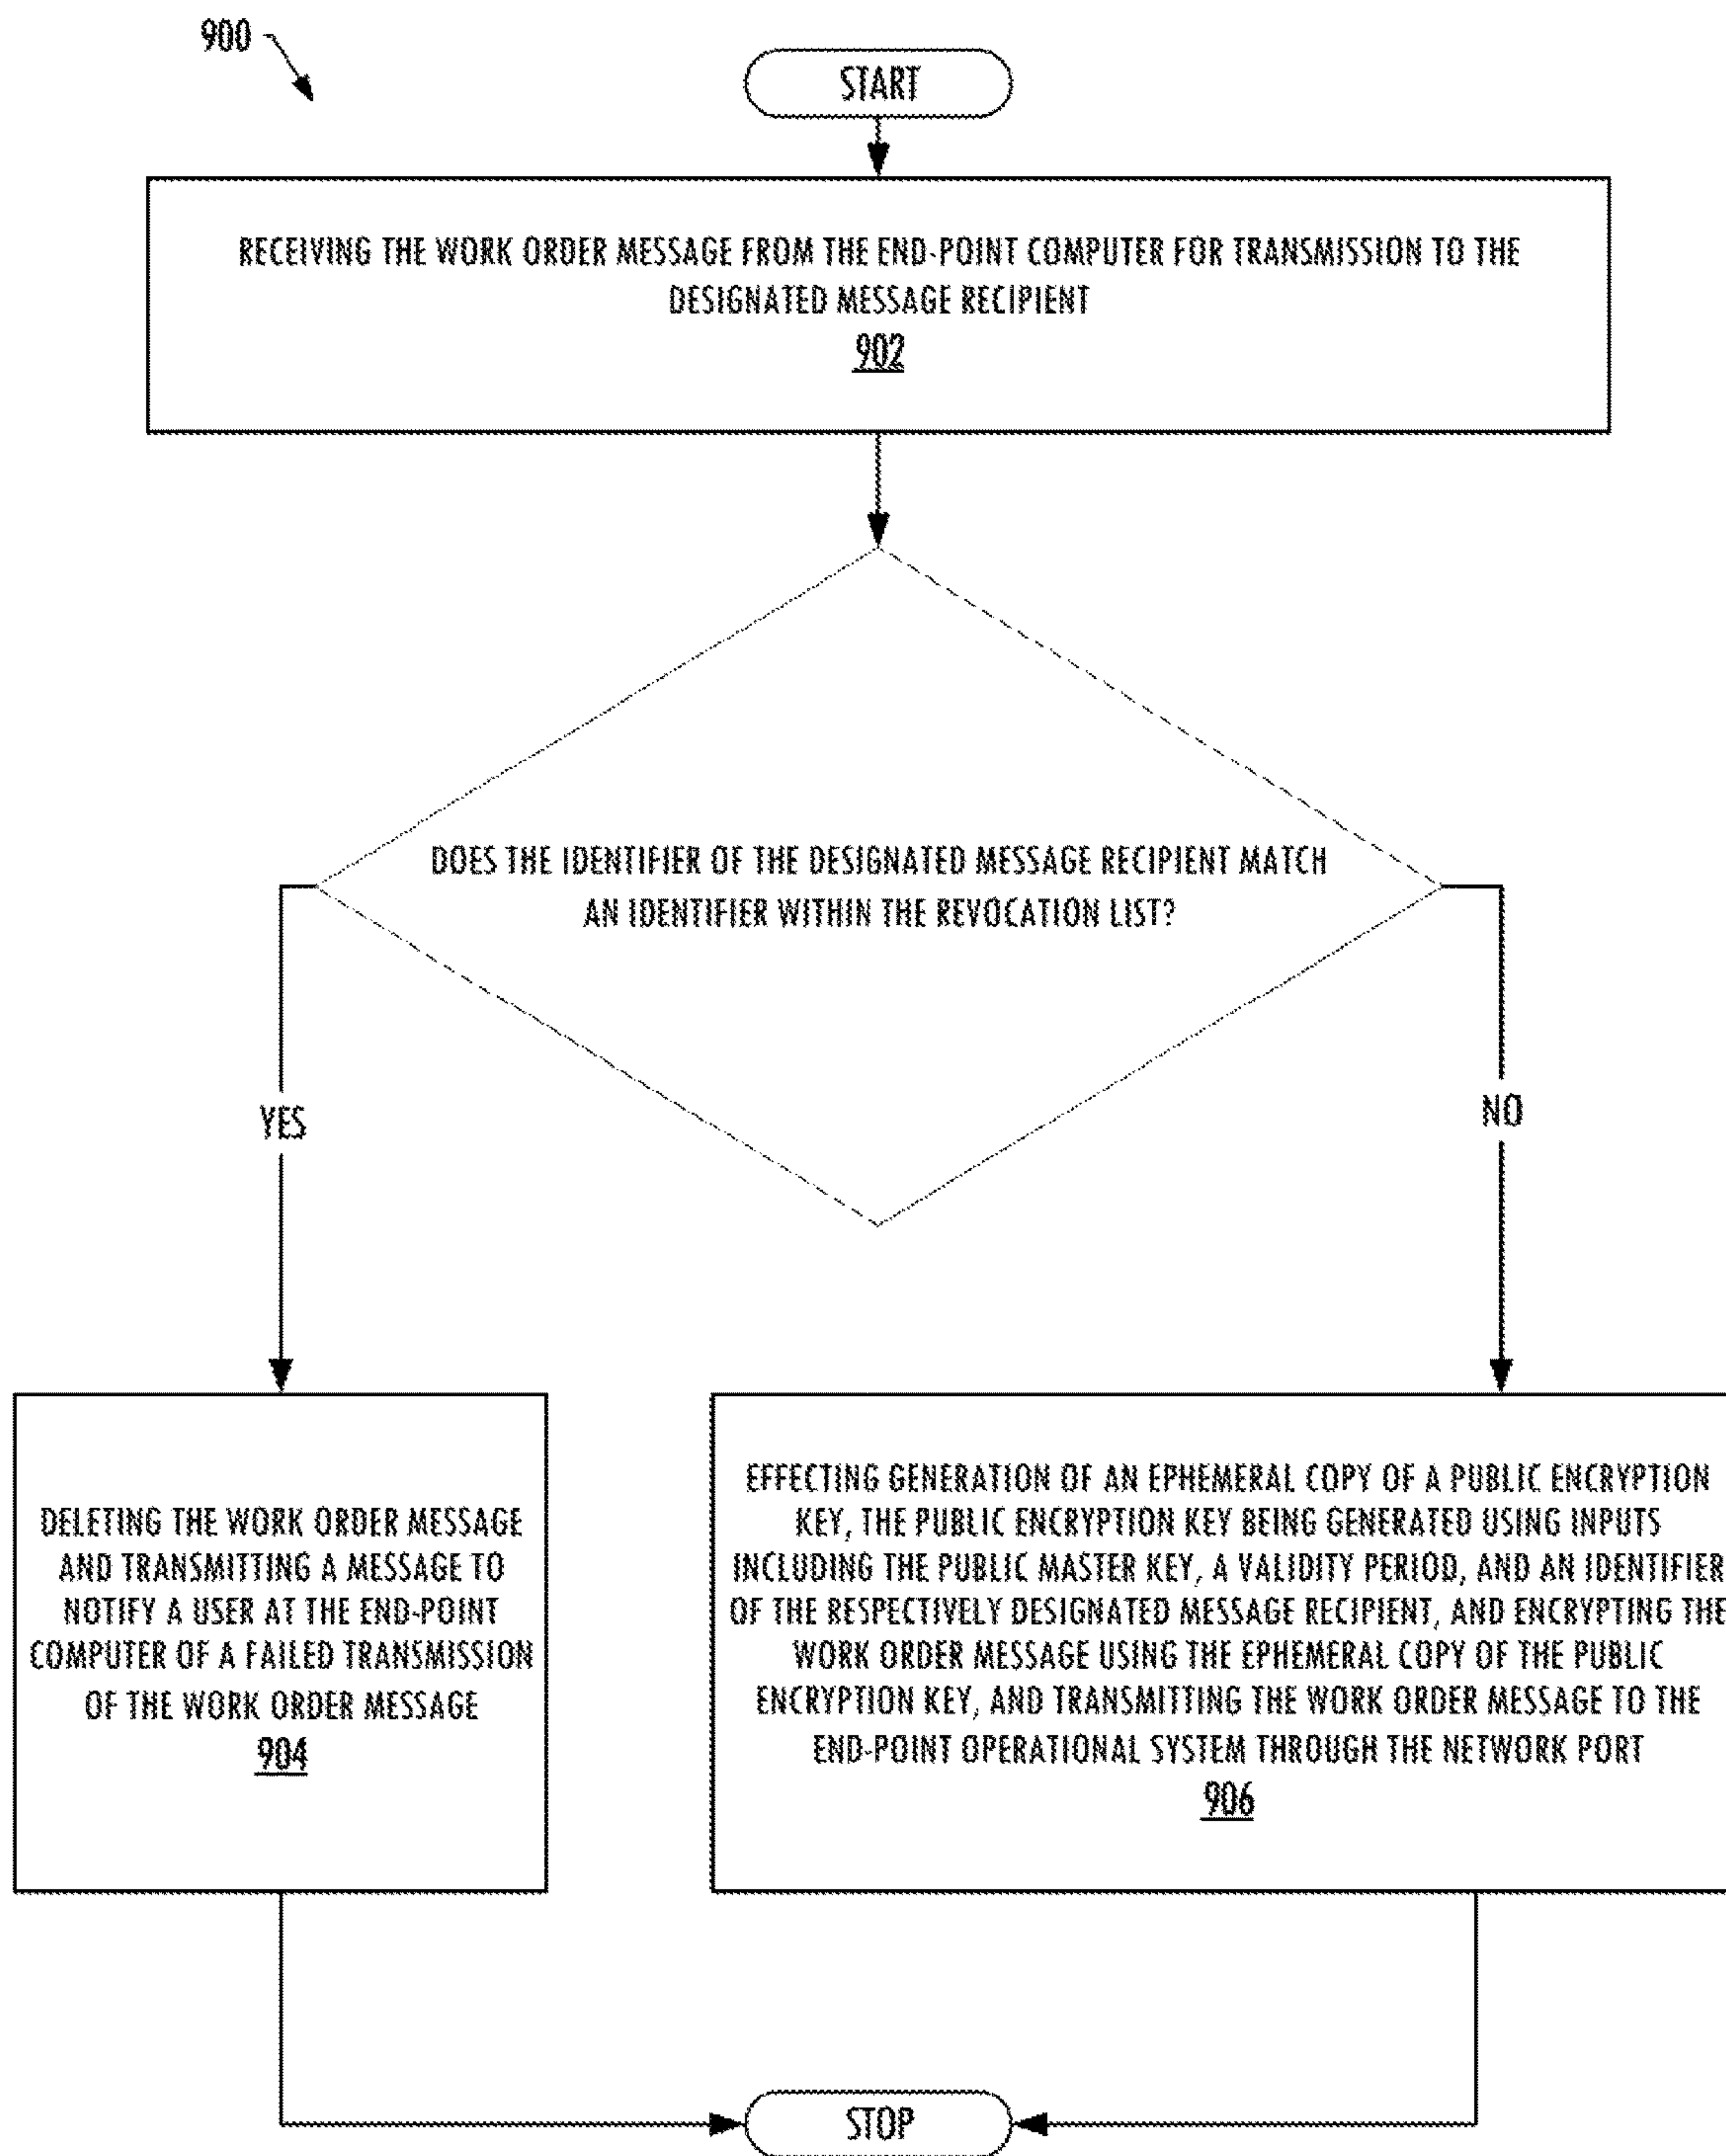 900
START
RECEIVING THE WORK ORDER MESSAGE FROM THE END-POINT COMPUTER FOR TRANSMISSION TO THE
DESIGNATED MESSAGE RECIPIENT
902
DOES THE IDENTIFIER OF THE DESIGNATED MESSAGE RECIPIENT MATCH
AN IDENTIFIER WITHIN THE REVOCATION LIST?
YES
NO
DELETING THE WORK ORDER MESSAGE
AND TRANSMITTING A MESSAGE TO
NOTIFY A USER AT THE END-POINT
COMPUTER OF A FAILED TRANSMISSION
OF THE WORK ORDER MESSAGE
904
EFFECTING GENERATION OF AN EPHEMERAL COPY OF A PUBLIC ENCRYPTION
KEY, THE PUBLIC ENCRYPTION KEY BEING GENERATED USING INPUTS
INCLUDING THE PUBLIC MASTER KEY, A VALIDITY PERIOD, AND AN IDENTIFIER
OF THE RESPECTIVELY DESIGNATED MESSAGE RECIPIENT, AND ENCRYPTING THE
WORK ORDER MESSAGE USING THE EPHEMERAL COPY OF THE PUBLIC
ENCRYPTION KEY, AND TRANSMITTING THE WORK ORDER MESSAGE TO THE
END-POINT OPERATIONAL SYSTEM THROUGH THE NETWORK PORT
906
STOP